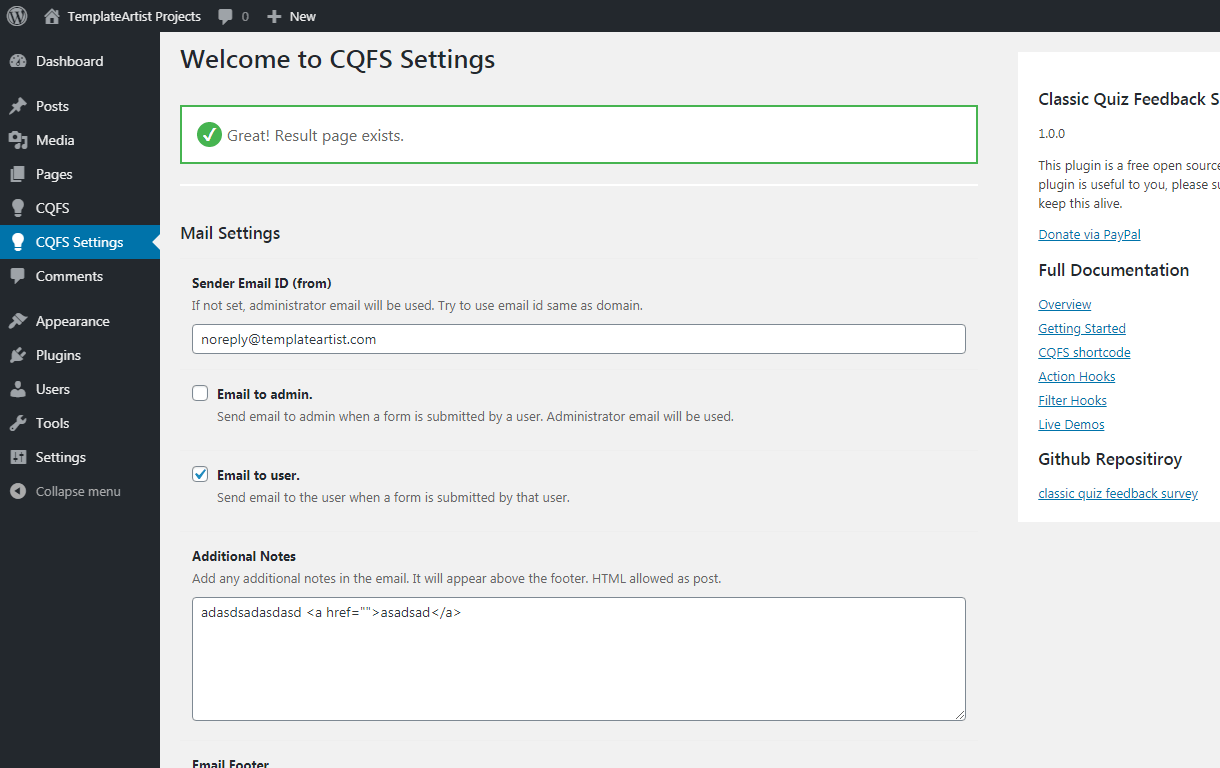 TemplateArtist Projects 0 New
Dashboard
Posts
Media
Pages
CQFS
CQFS Settings
Comments
Appearance
Plugins
Users
Tools
Settings
Collapse menu
Welcome to CQFS Settings
Great! Result page exists.
Mail Settings
Sender Email ID (from)
If not set, administrator email will be used. Try to use email id same as domain.
noreply@templateartist.com
Email to admin.
Send email to admin when a form is submitted by a user. Administrator email will be used.
Email to user.
Send email to the user when a form is submitted by that user.
Additional Notes
Add any additional notes in the email. It will appear above the footer. HTML allowed as post.
adasdsadasdasd <a href="">asadsad</a>
Email Footer
Classic Quiz Feedback S
1.0.0
This plugin is a free open source
plugin is useful to you, please su
keep this alive.
Donate via PayPal
Full Documentation
Overview
Getting Started
CQFS shortcode
Action Hooks
Filter Hooks
Live Demos
Github Repositiroy
classic quiz feedback survey